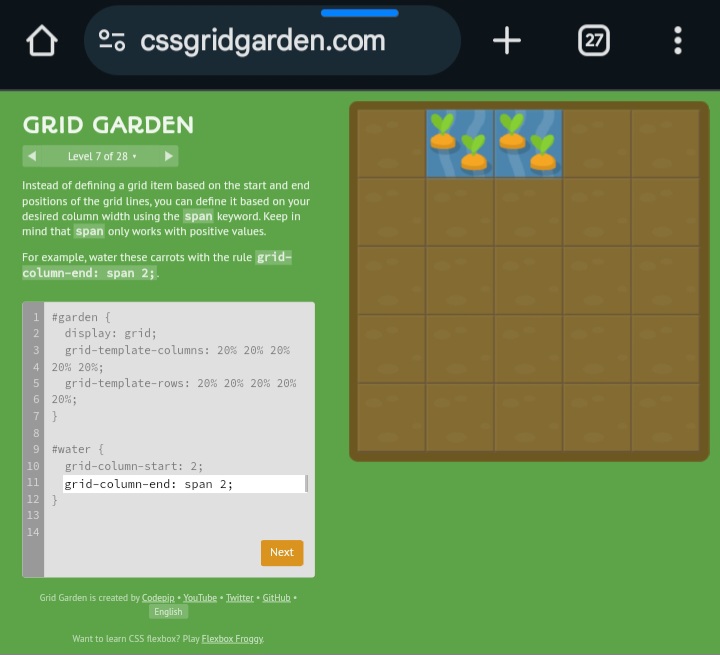 cssgridgarden.com
27
GRID GARDEN
◀ Level 7 of 28 • ▶
Instead of defining a grid item based on the start and end
positions of the grid lines, you can define it based on your
desired column width using the span keyword. Keep in
mind that span only works with positive values.
For example, water these carrots with the rule grid-
column-end: span 2;.
1 #garden {
2 display: grid;
3 grid-template-columns: 20% 20% 20%
4 20% 20%;
5 grid-template-rows: 20% 20% 20% 20%
6 20%;
7 }
8
9 #water {
10 grid-column-start: 2;
11 grid-column-end: span 2;
12 }
13
14
Next
Grid Garden is created by Codepip • YouTube • Twitter • GitHub •
English
Want to learn CSS flexbox? Play Flexbox Froggy.